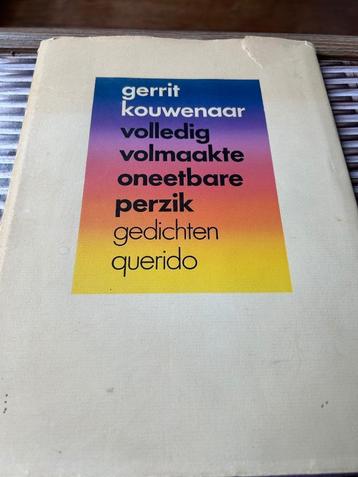 gerrit
kouwenaar
volledig
volmaakte
oneetbare
perzik
gedichten
querido